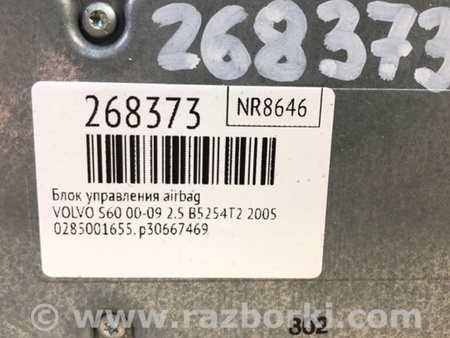 268373
268373
NR8646
Блок управления airbag
VOLVO S60 00-09 2.5 B5254T2 2005
0285001655, p30667469
802
www.razborki.com